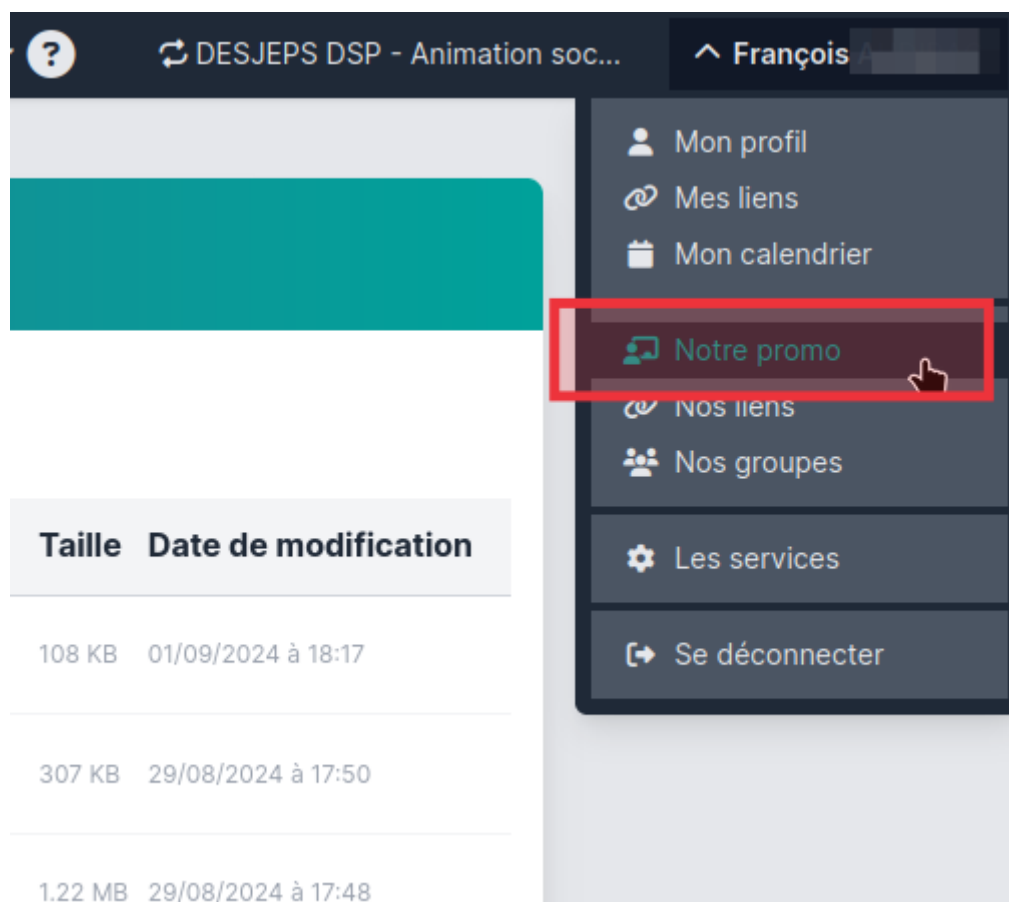 ? DESJEPS DSP - Animation soc... François
Mon profil
Mes liens
Mon calendrier
Notre promo
Nos liens
Nos groupes
Taille Date de modification
Les services
108 KB 01/09/2024 à 18:17
Se déconnecter
307 KB 29/08/2024 à 17:50
1.22 MB 29/08/2024 à 17:48